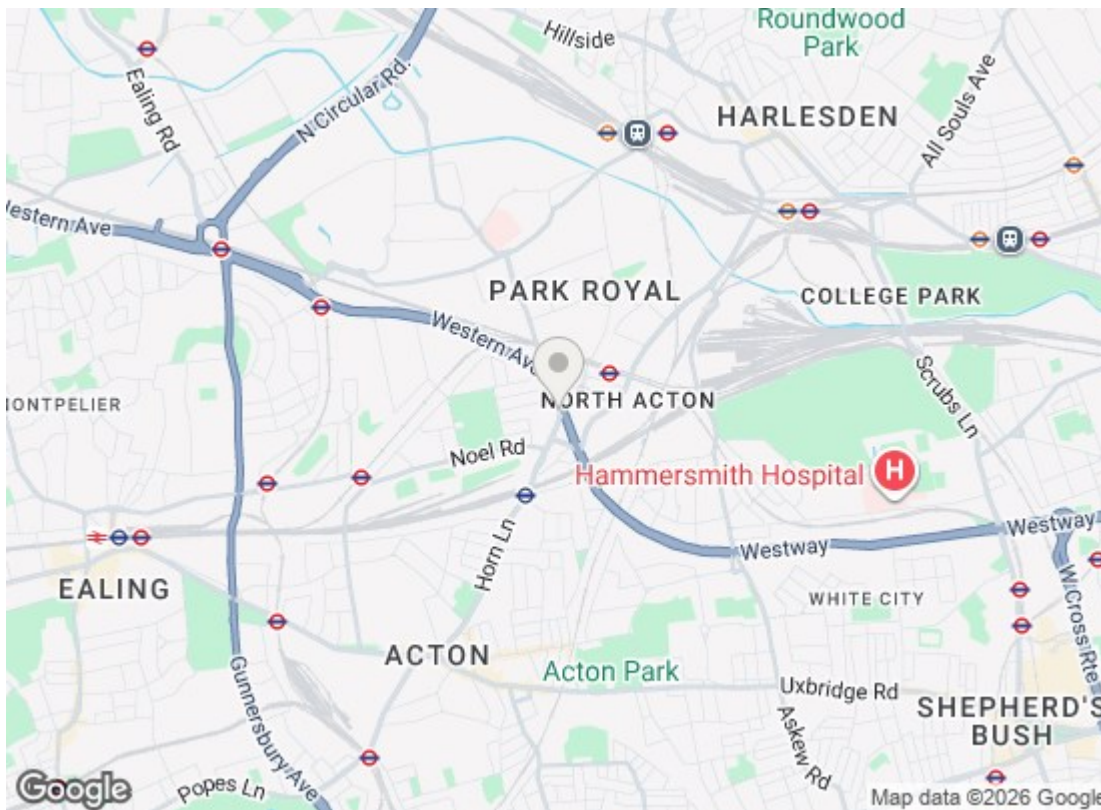 Roundwood
Park
Hillside
Ealing Rd
N Circular Rd.
HARLESDEN
All Souls Ave
Western Ave
PARK ROYAL
COLLEGE PARK
Western Ave
NORTH ACTON
Scrubs Ln
MONTPELIER
Noel Rd
Hammersmith Hospital
H
Horn Ln
Westway
Westway
EALING
WHITE CITY
W Cross Rte
ACTON
Acton Park
Gunnersbury Ave
Uxbridge Rd
Askew Rd
SHEPHERD'S
BUSH
Popes Ln
Google
Map data ©2026 Google